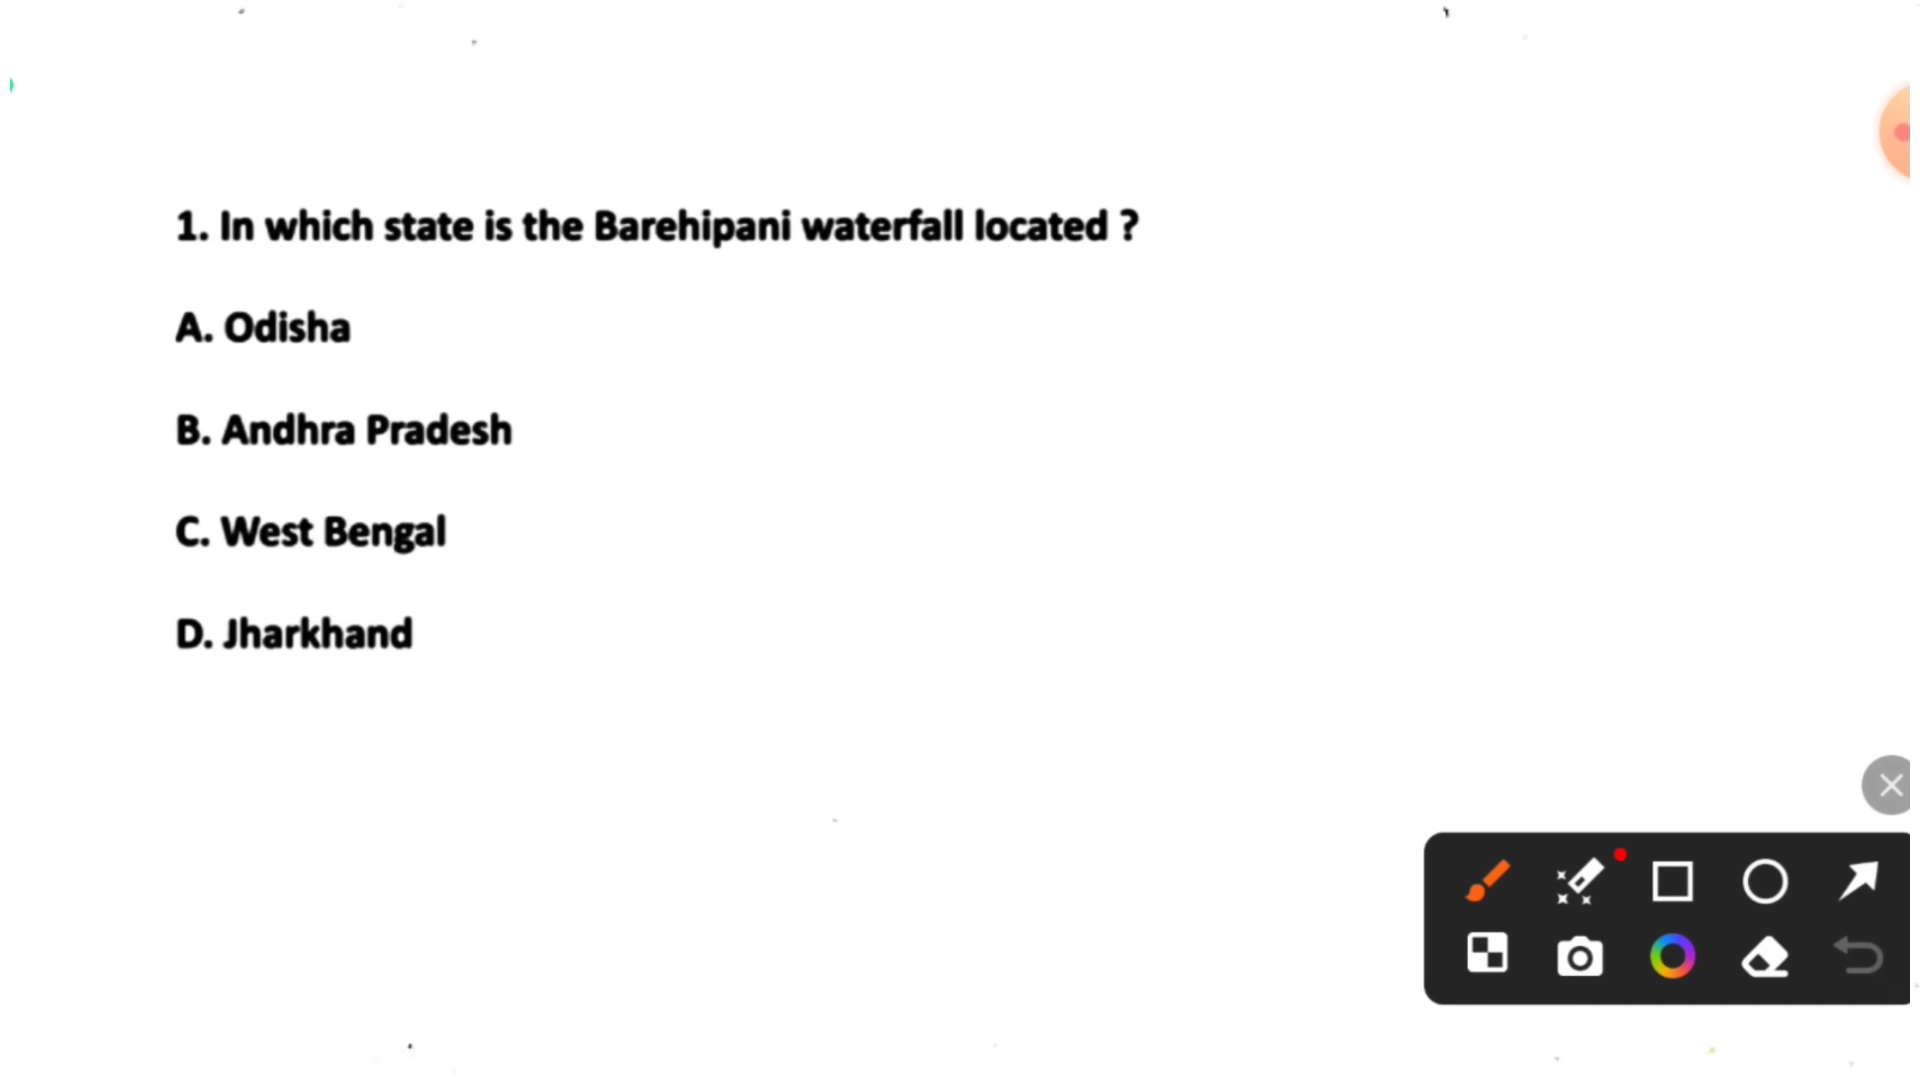 1. In which state is the Barehipani waterfall located ?
A. Odisha
B. Andhra Pradesh
C. West Bengal
D. Jharkhand